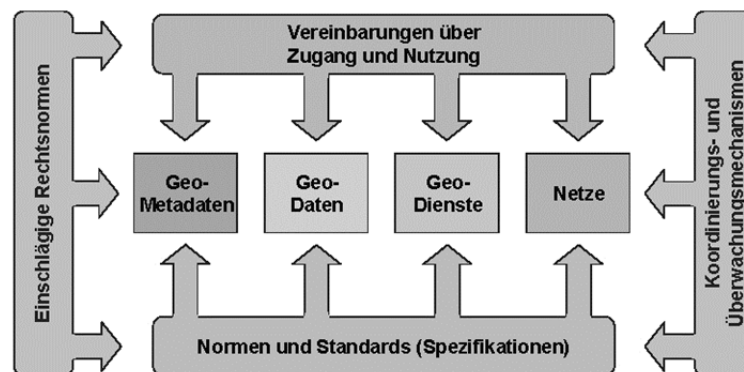 Einschlägige Rechtsnormen
Vereinbarungen über
Zugang und Nutzung
Geo-
Metadaten
Geo-
Daten
Geo-
Dienste
Netze
Normen und Standards (Spezifikationen)
Koordinierungs- und
Überwachungsmechanismen